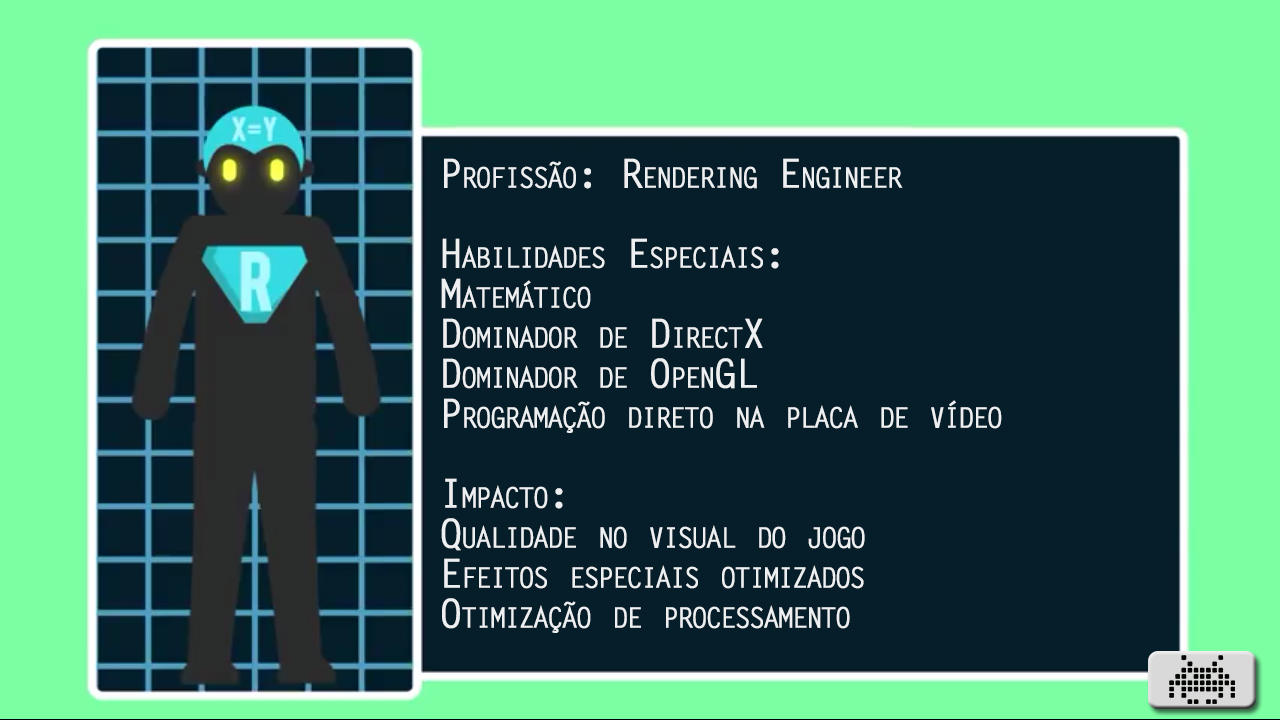 X=Y
R
Profissão: Rendering Engineer
Habilidades Especiais:
Matemático
Dominador de DirectX
Dominador de OpenGL
Programação direto na placa de vídeo
Impacto:
Qualidade no visual do jogo
Efeitos especiais otimizados
Otimização de processamento